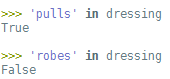 >>> 'pulls' in dressing
True
>>> 'robes' in dressing
False